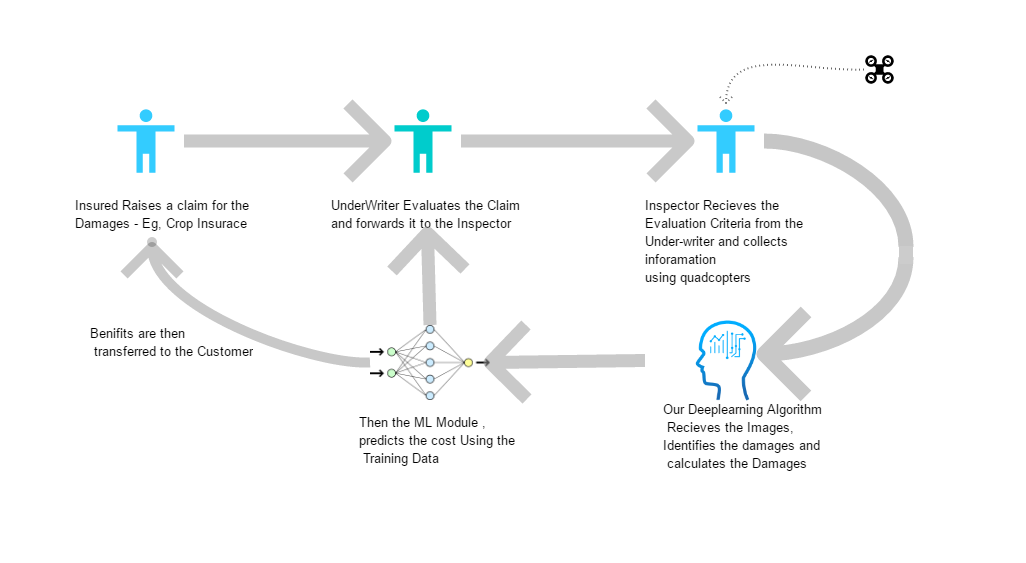 Insured Raises a claim for the
Damages - Eg, Crop Insurace
UnderWriter Evaluates the Claim
and forwards it to the Inspector
Inspector Recieves the
Evaluation Criteria from the
Under-writer and collects
inforamation
using quadcopters
Benifits are then
transferred to the Customer
Then the ML Module ,
predicts the cost Using the
Training Data
Our Deeplearning Algorithm
Recieves the Images,
Identifies the damages and
calculates the Damages